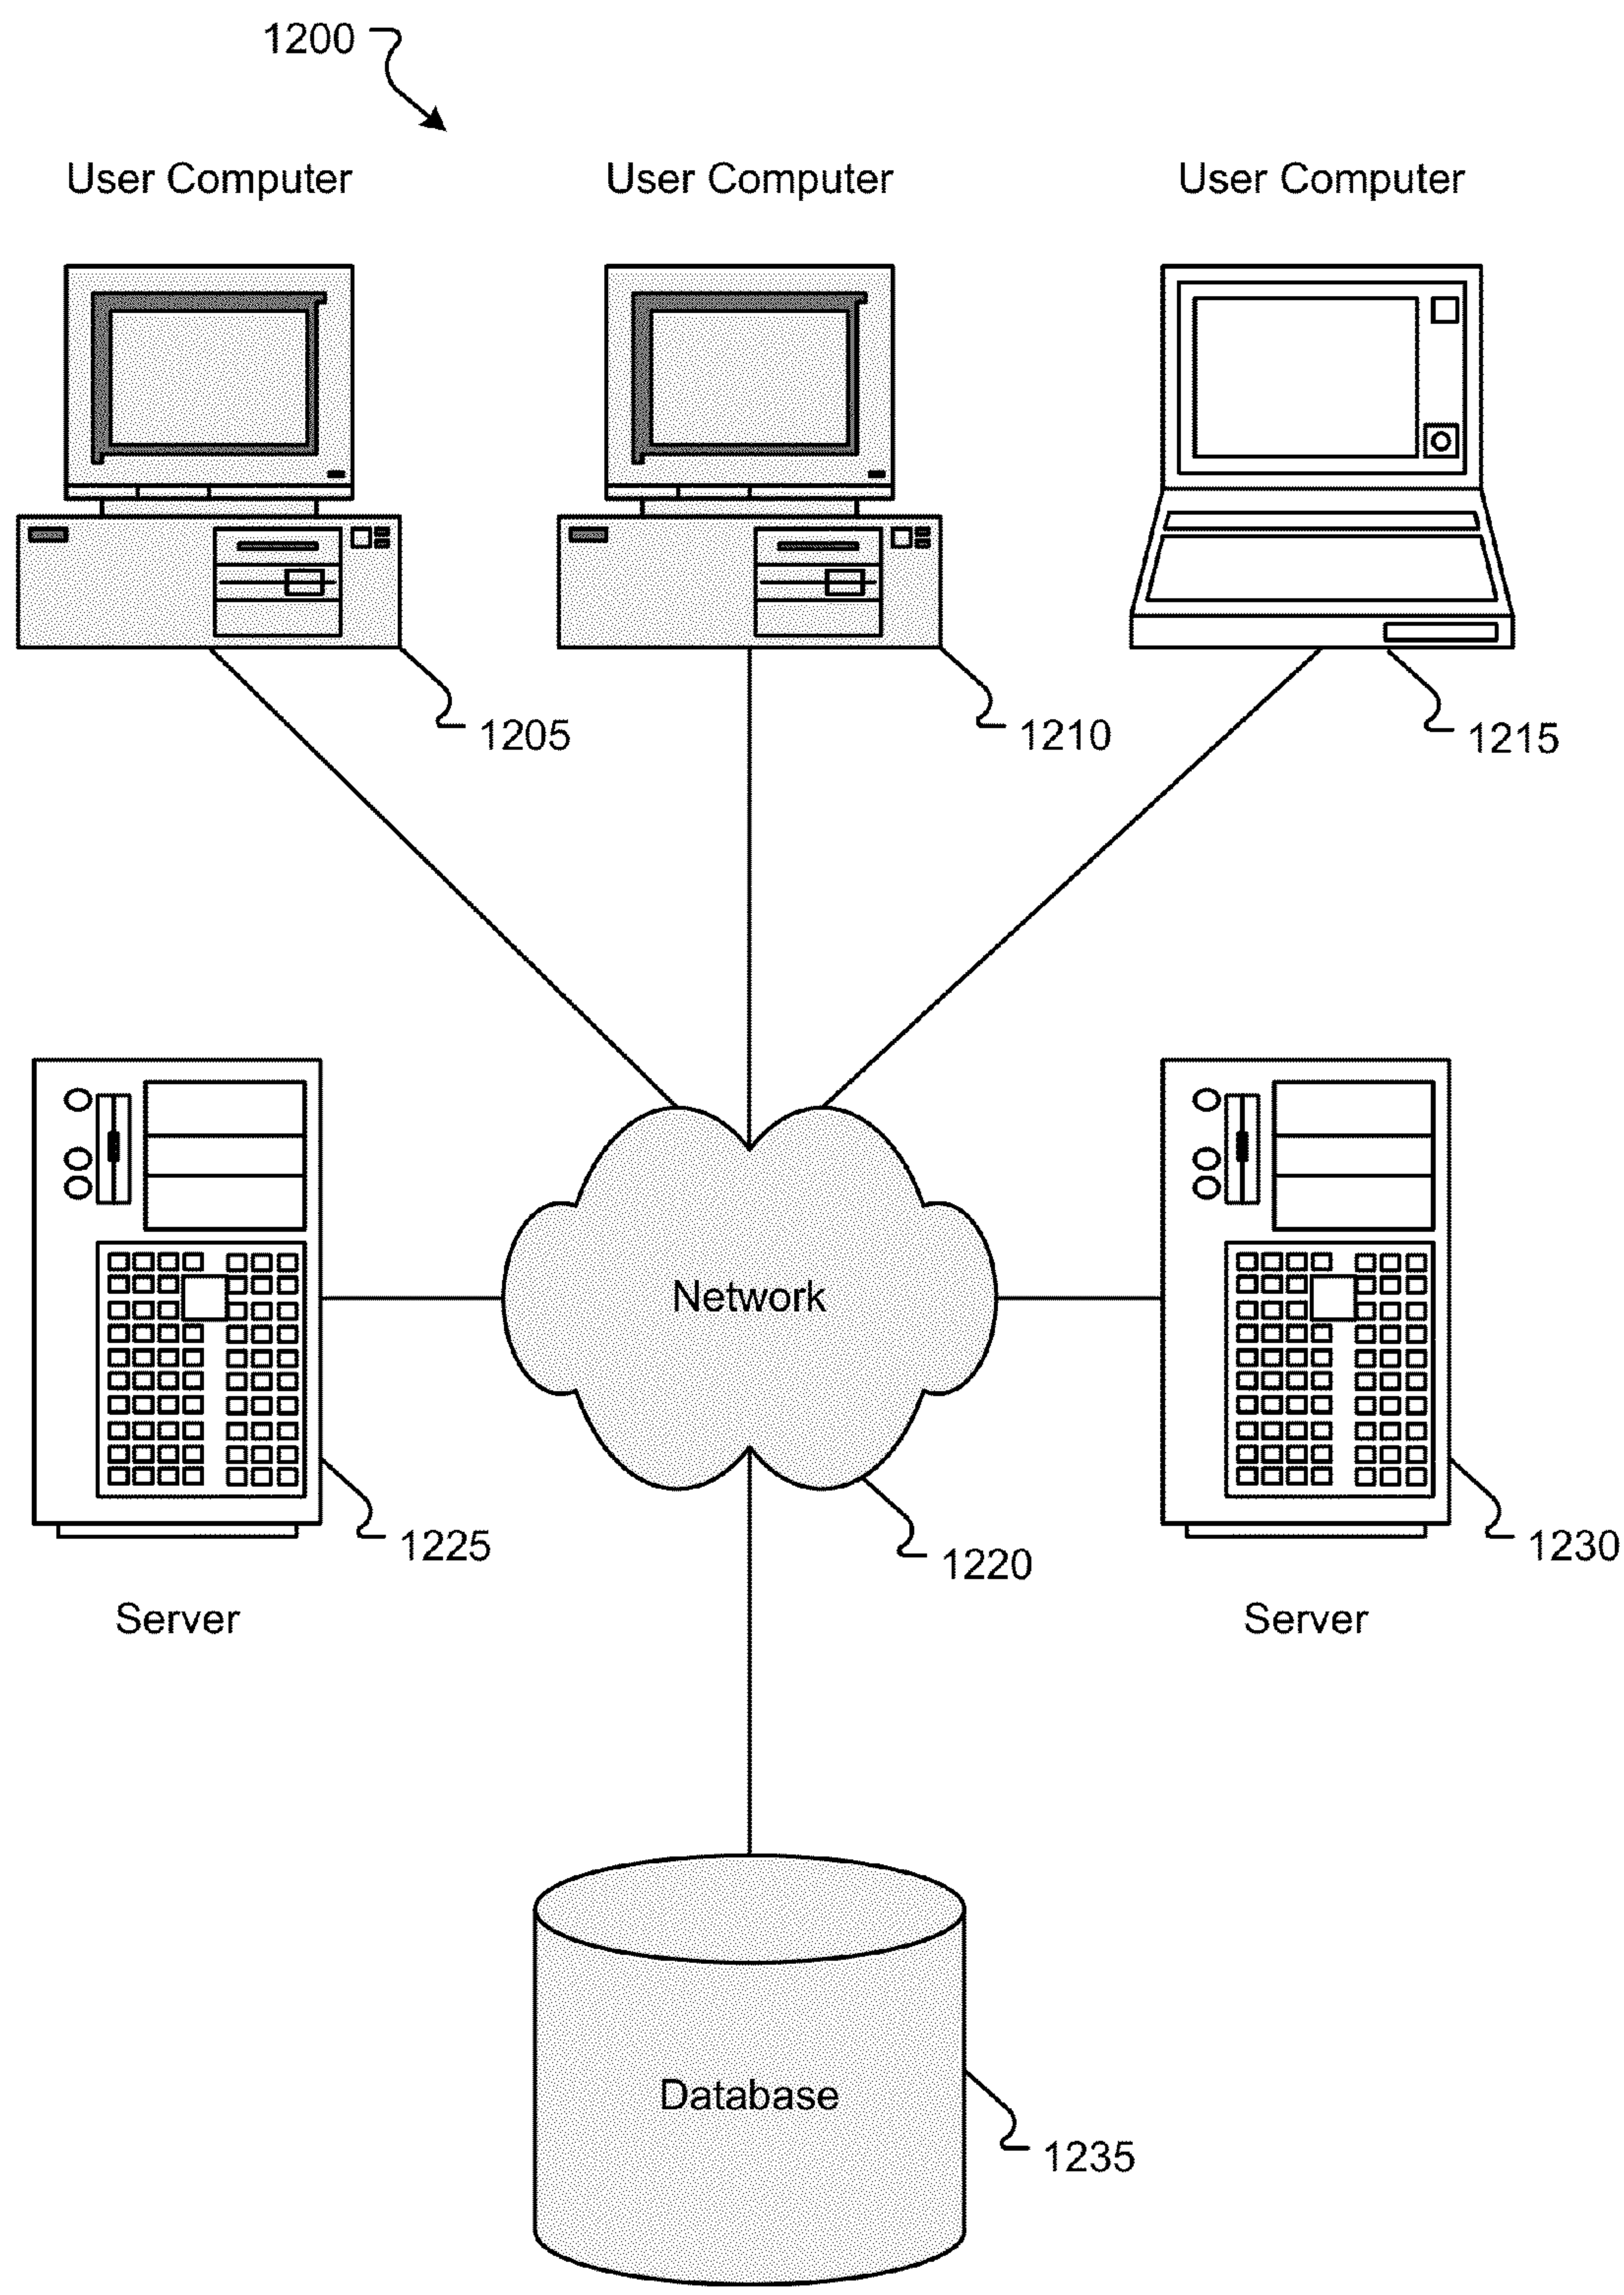 1200
User Computer
User Computer
User Computer
1205
1210
1215
Network
1225
1220
1230
Server
Server
Database
1235